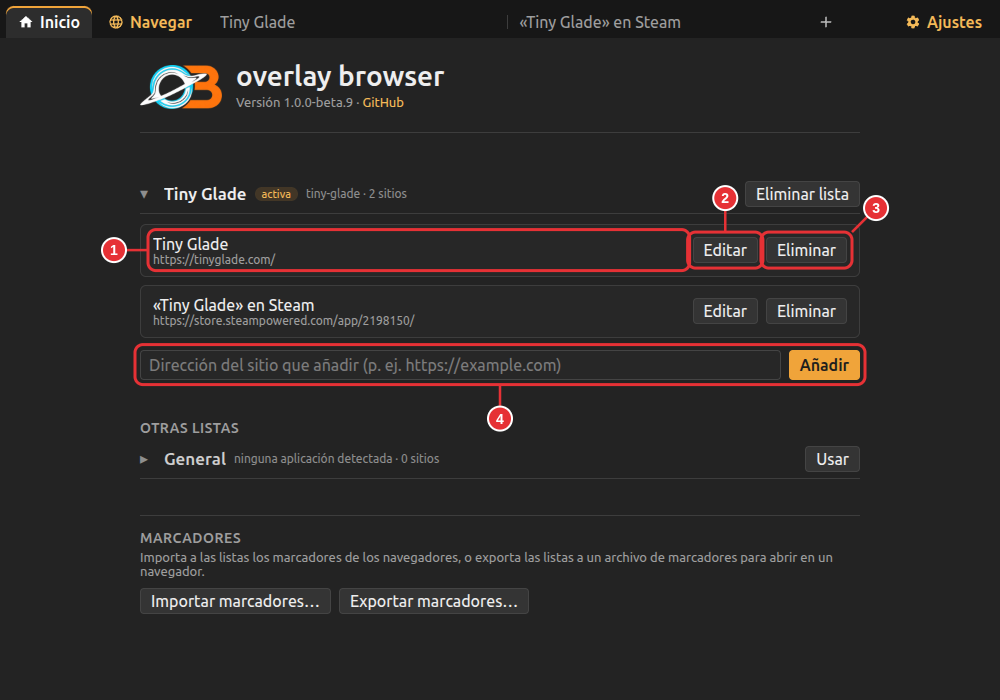 Inicio Navegar Tiny Glade «Tiny Glade» en Steam + Ajustes
overlay browser
Versión 1.0.0-beta.9 · GitHub
Tiny Glade activa tiny-glade · 2 sitios Eliminar lista
2
3
1
Tiny Glade
https://tinyglade.com/
Editar Eliminar
«Tiny Glade» en Steam
https://store.steampowered.com/app/2198150/
Editar Eliminar
Dirección del sitio que añadir (p. ej. https://example.com) Añadir
4
OTRAS LISTAS
General ninguna aplicación detectada · 0 sitios Usar
MARCADORES
Importa a las listas los marcadores de los navegadores, o exporta las listas a un archivo de marcadores para abrir en un
navegador.
Importar marcadores... Exportar marcadores...